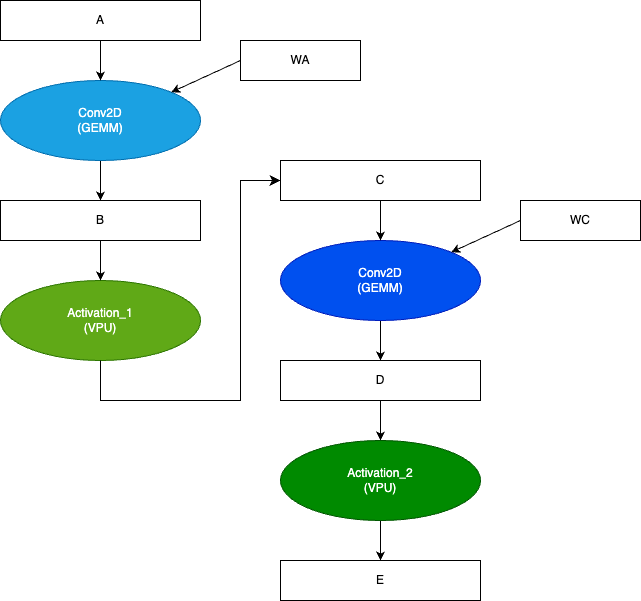 A
WA
Conv2D
(GEMM)
B
Activation_1
(VPU)
C
WC
Conv2D
(GEMM)
D
Activation_2
(VPU)
E